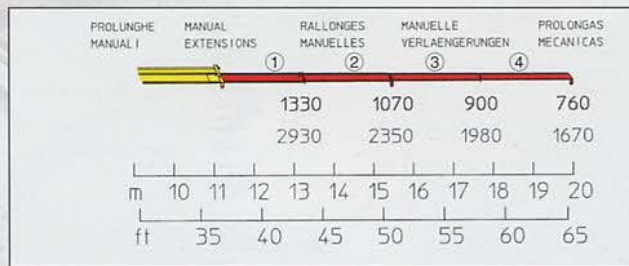 PROLUNGHE MANUAL RALLONGES MANUELLE PROLONGAS
MANUALI EXTENSIONS MANUELLES VERLAENGERUNGEN MECANICAS
① ② ③ ④
1330 1070 900 760
2930 2350 1980 1670
m 10 11 12 13 14 15 16 17 18 19 20
ft 35 40 45 50 55 60 65